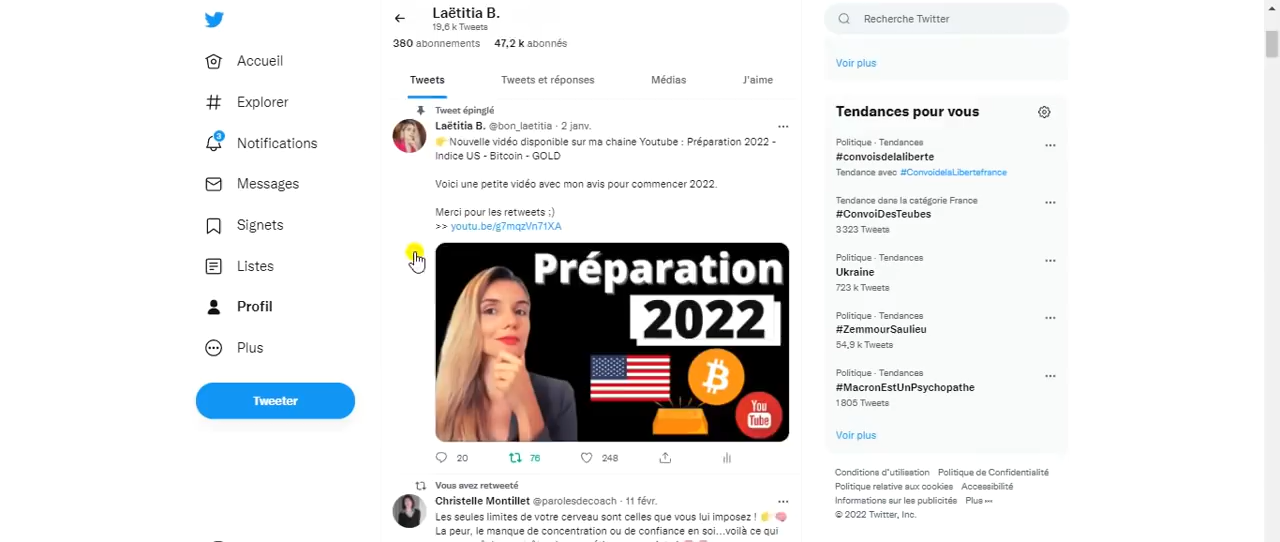 Accueil
Explorer
3
Notifications
Messages
Signets
Listes
Profil
Plus
Tweeter
Laëtitia B.
19,6 k Tweets
380 abonnements 47,2 k abonnés
Tweets Tweets et réponses Médias J'aime
Tweet épinglé
Laëtitia B. @bon_laetitia · 2 janv.
Nouvelle vidéo disponible sur ma chaine Youtube : Préparation 2022 -
Indice US - Bitcoin - GOLD
Voici une petite vidéo avec mon avis pour commencer 2022.
Merci pour les retweets ;)
>> youtu.be/g7mqzVn71XA
Préparation
2022
You
Tube
20 76 248
Vous avez retweeté
Christelle Montillet @parolesdecoach · 11 févr.
Les seules limites de votre cerveau sont celles que vous lui imposez !
La peur, le manque de concentration ou de confiance en soi...voilà ce qui
Recherche Twitter
Voir plus
Tendances pour vous
Politique · Tendances
#convoisdelaliberte
Tendance avec #ConvoidelaLibertefrance
Tendance dans la catégorie France
#ConvoiDesTeubes
3 323 Tweets
Politique · Tendances
Ukraine
723 k Tweets
Politique · Tendances
#ZemmourSaulieu
54,9 k Tweets
Politique · Tendances
#MacronEstUnPsychopathe
1 805 Tweets
Voir plus
Conditions d'utilisation Politique de Confidentialité
Politique relative aux cookies Accessibilité
Informations sur les publicités Plus ···
© 2022 Twitter, Inc.